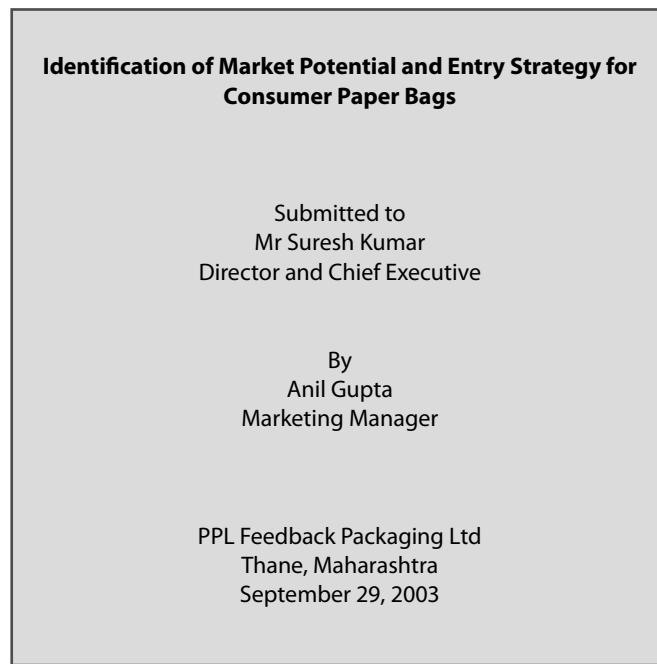 Identification of Market Potential and Entry Strategy for
Consumer Paper Bags
Submitted to
Mr Suresh Kumar
Director and Chief Executive
By
Anil Gupta
Marketing Manager
PPL Feedback Packaging Ltd
Thane, Maharashtra
September 29, 2003